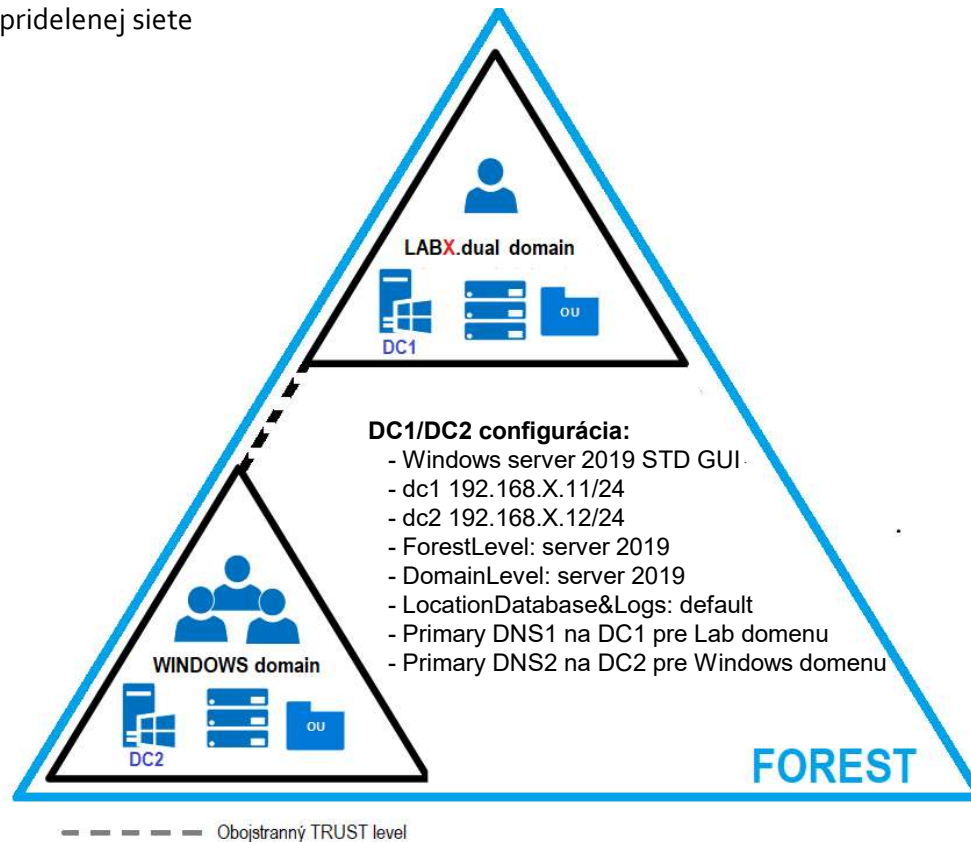 pridelenej siete
LABX.dual domain
OU
DC1
DC1/DC2 configurácia:
- Windows server 2019 STD GUI
- dc1 192.168.X.11/24
- dc2 192.168.X.12/24
- ForestLevel: server 2019
- DomainLevel: server 2019
- LocationDatabase&Logs: default
- Primary DNS1 na DC1 pre Lab domenu
- Primary DNS2 na DC2 pre Windows domenu
WINDOWS domain
OU
DC2
FOREST
Obojstranný TRUST level